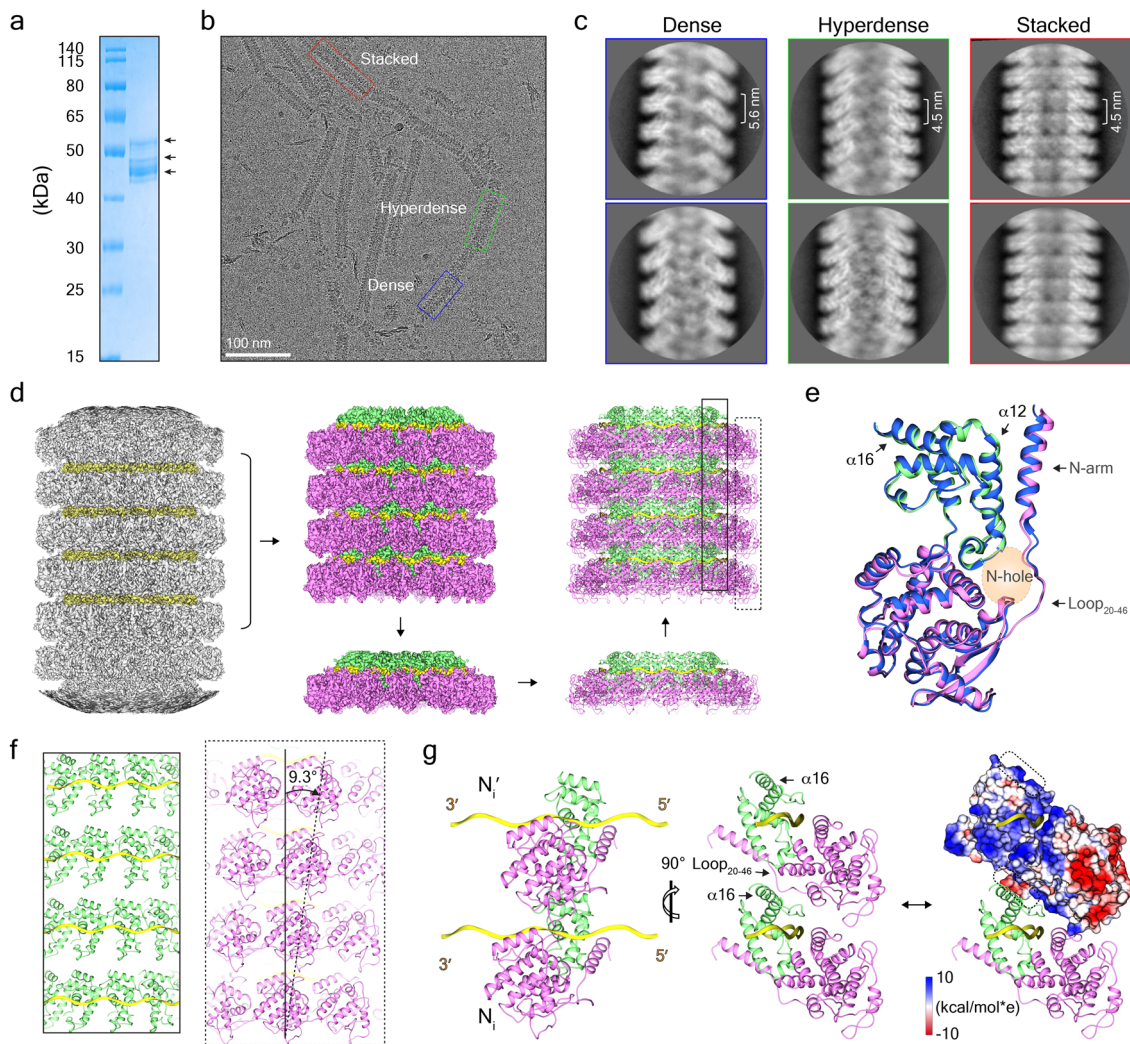 a
140
115
80
65
50
40
30
25
15
(kDa)
b
Stacked
Hyperdense
Dense
100 nm
c
Dense
Hyperdense
Stacked
5.6 nm
4.5 nm
4.5 nm
d
e
α12
α16
N-arm
N-hole
Loop20-46
f
9.3°
g
Ni′
3′
5′
3′
5′
Ni
90°
α16
Loop20-46
α16
10
(kcal/mol*e)
-10